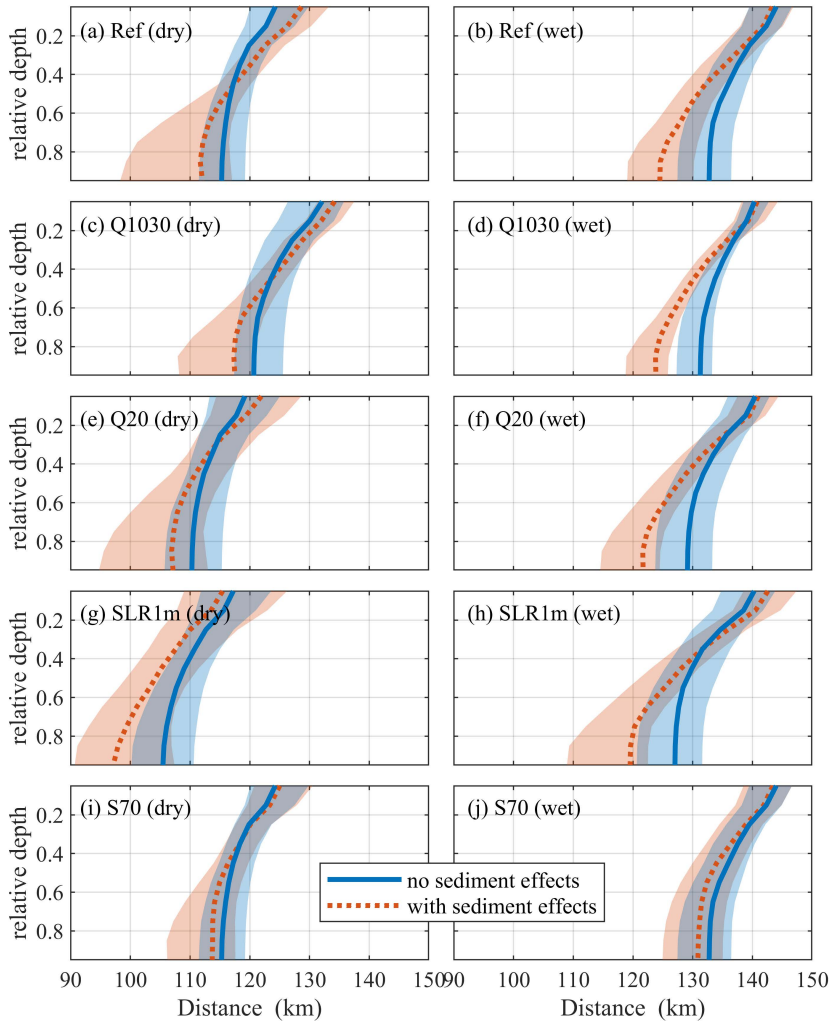 (a) Ref (dry)
(b) Ref (wet)
0.2
0.4
0.6
0.8
relative depth
(c) Q1030 (dry)
(d) Q1030 (wet)
0.2
0.4
0.6
0.8
relative depth
(e) Q20 (dry)
(f) Q20 (wet)
0.2
0.4
0.6
0.8
relative depth
(g) SLR1m (dry)
(h) SLR1m (wet)
0.2
0.4
0.6
0.8
relative depth
(i) S70 (dry)
(j) S70 (wet)
0.2
0.4
0.6
0.8
relative depth
no sediment effects
with sediment effects
90 100 110 120 130 140 150
90 100 110 120 130 140 150
Distance (km)
Distance (km)